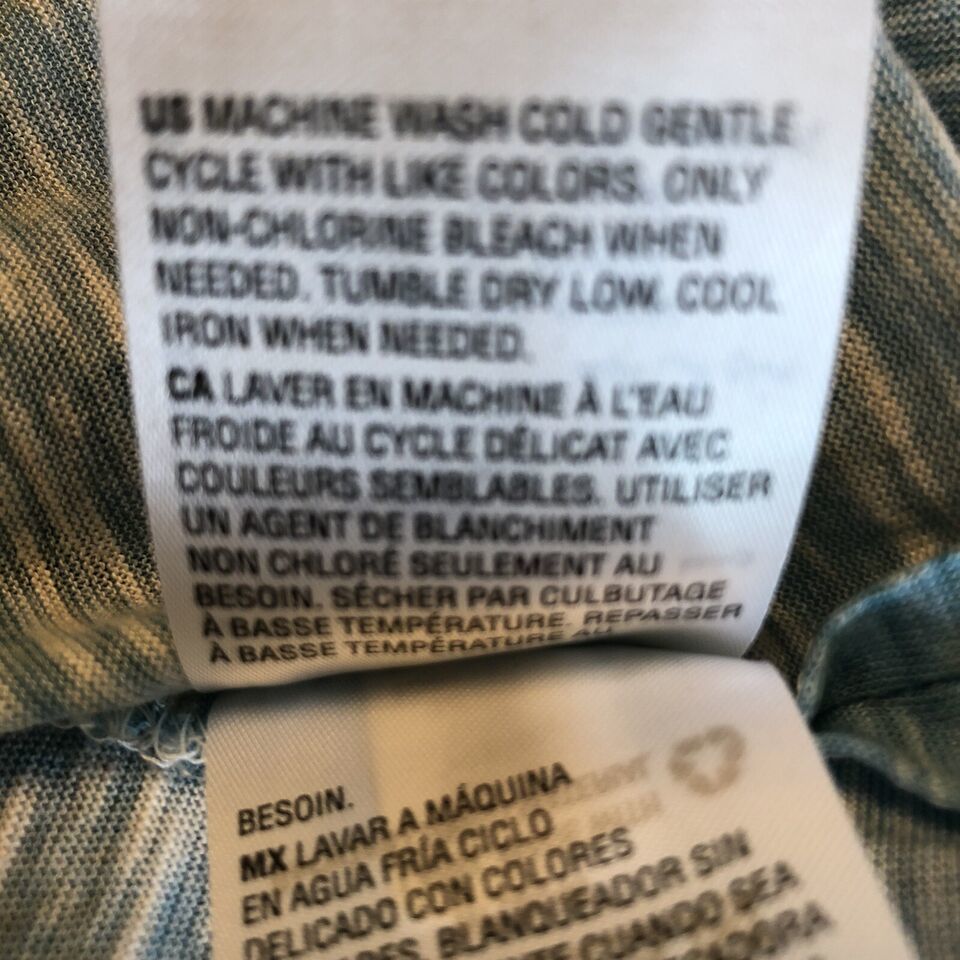 US MACHINE WASH COLD GENTLE
CYCLE WITH LIKE COLORS. ONLY
NON-CHLORINE BLEACH WHEN
NEEDED. TUMBLE DRY LOW. COOL
IRON WHEN NEEDED.
CA LAVER EN MACHINE À L'EAU
FROIDE AU CYCLE DÉLICAT AVEC
COULEURS SEMBLABLES. UTILISER
UN AGENT DE BLANCHIMENT
NON CHLORÉ SEULEMENT AU
BESOIN. SÉCHER PAR CULBUTAGE
À BASSE TEMPÉRATURE. REPASSER
À BASSE TEMPÉRATURE AU
BESOIN.
MX LAVAR A MÁQUINA
EN AGUA FRÍA CICLO
DELICADO CON COLORES
BLANQUEADOR SIN
CUANDO SEA